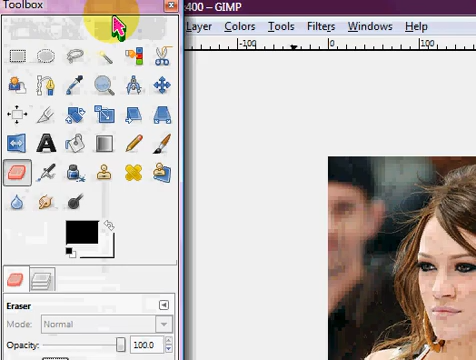 Toolbox
400 – GIMP
Layer Colors Tools Filters Windows Help
-100 0 100
Eraser
Mode: Normal
Opacity: 100.0